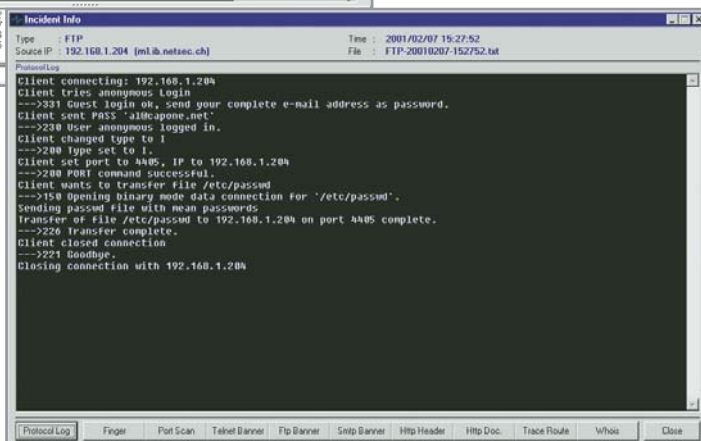 Incident Info
Type : FTP
Time : 2001/02/07 15:27:52
Source IP : 192.168.1.204 (ml.ib.netsec.ch)
File : FTP-20010207-152752.txt
Protocol Log
Client connecting: 192.168.1.204
Client tries anonymous Login
--->331 Guest login ok, send your complete e-mail address as password.
Client sent PASS 'al@capone.net'
--->230 User anonymous logged in.
Client changed type to I
--->200 Type set to I.
Client set port to 4405, IP to 192.168.1.204
--->200 PORT command successful.
Client wants to transfer file /etc/passwd
--->150 Opening binary mode data connection for '/etc/passwd'.
Sending passwd file with mean passwords
Transfer of file /etc/passwd to 192.168.1.204 on port 4405 complete.
--->226 Transfer complete.
Client closed connection
--->221 Goodbye.
Closing connection with 192.168.1.204
Protocol Log Finger Port Scan Telnet Banner Ftp Banner Smtp Banner Http Header Http Doc. Trace Route Whois Close